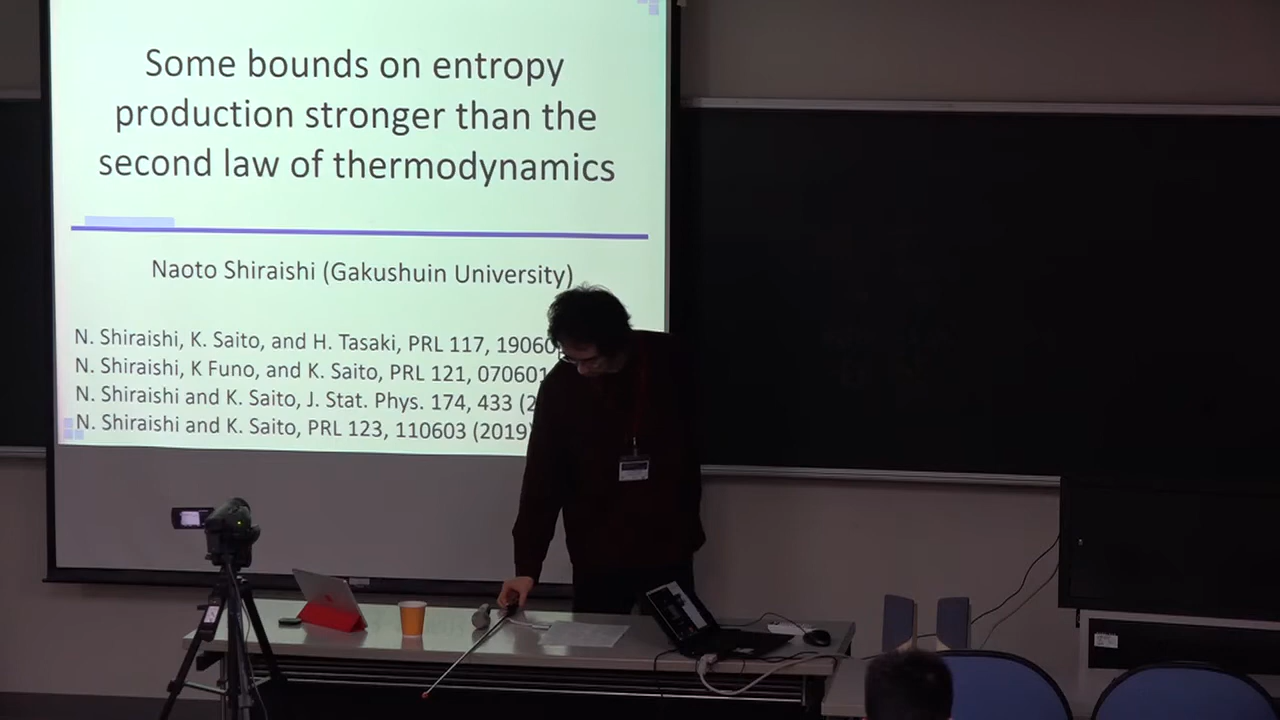 Some bounds on entropy
production stronger than the
second law of thermodynamics
Naoto Shiraishi (Gakushuin University)
N. Shiraishi, K. Saito, and H. Tasaki, PRL 117, 19060
N. Shiraishi, K Funo, and K. Saito, PRL 121, 070601
N. Shiraishi and K. Saito, J. Stat. Phys. 174, 433 (2
N. Shiraishi and K. Saito, PRL 123, 110603 (2019)